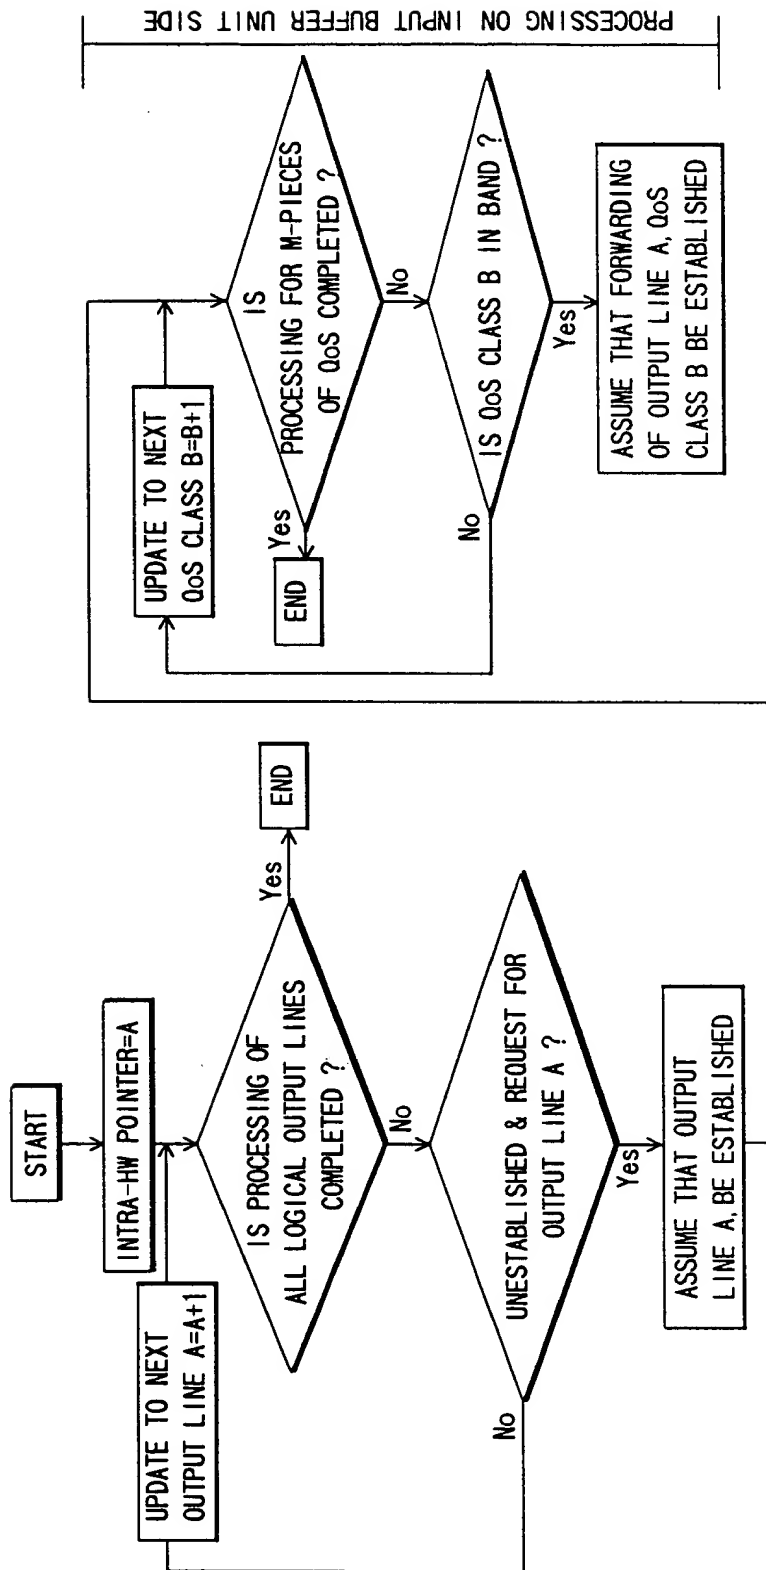 START
INTRA-HW POINTER=A
UPDATE TO NEXT
OUTPUT LINE A=A+1
IS PROCESSING OF
ALL LOGICAL OUTPUT LINES
COMPLETED ?
Yes
END
No
UNESTABLISHED & REQUEST FOR
OUTPUT LINE A ?
No
Yes
ASSUME THAT OUTPUT
LINE A, BE ESTABLISHED
UPDATE TO NEXT
QoS CLASS B=B+1
IS
PROCESSING FOR M-PIECES
OF QoS COMPLETED ?
Yes
END
No
IS QoS CLASS B IN BAND ?
No
Yes
ASSUME THAT FORWARDING
OF OUTPUT LINE A, QoS
CLASS B BE ESTABLISHED
PROCESSING ON INPUT BUFFER UNIT SIDE